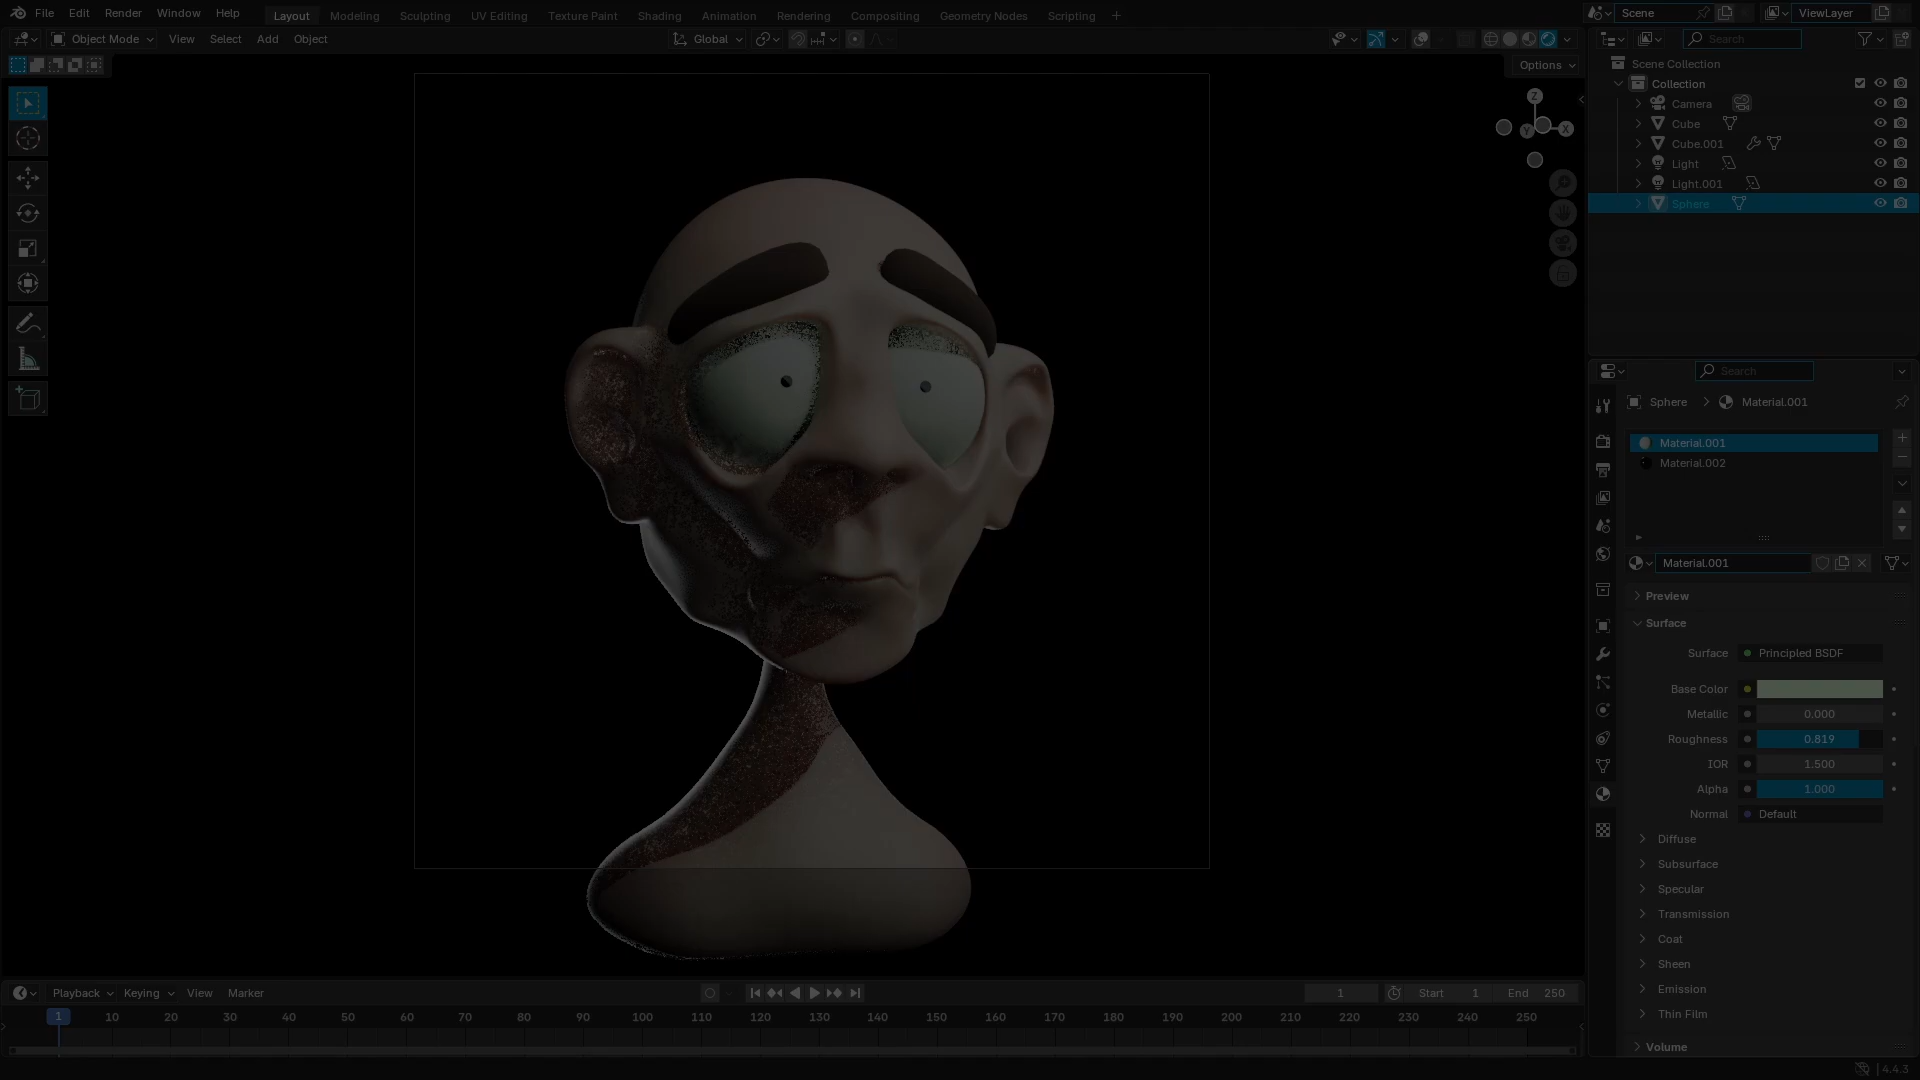 File Edit Render Window Help Layout Modeling Sculpting UV Editing Texture Paint Shading Animation Rendering Compositing Geometry Nodes Scripting + Scene ViewLayer
Object Mode View Select Add Object Global Search
Options
Scene Collection
Collection
Camera
Cube
Cube.001
Light
Light.001
Sphere
Z
Y X
Search
Sphere Material.001
Material.001
Material.002
Material.001
Preview
Surface
Surface Principled BSDF
Base Color
Metallic 0.000
Roughness 0.819
IOR 1.500
Alpha 1.000
Normal Default
Diffuse
Subsurface
Specular
Transmission
Coat
Sheen
Emission
Thin Film
Volume
Playback Keying View Marker 1 Start 1 End 250
1 10 20 30 40 50 60 70 80 90 100 110 120 130 140 150 160 170 180 190 200 210 220 230 240 250
4.4.3